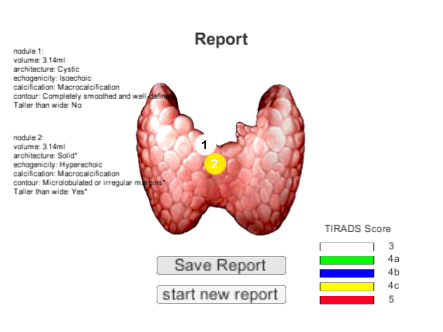 Report
nodule 1:
volume: 3.14ml
architecture: Cystic
echogenicity: Isoechoic
calcification: Macrocalcification
contour: Completely smoothed and well-defined
Taller than wide: No
nodule 2:
volume: 3.14ml
architecture: Solid*
echogenicity: Hyperechoic
calcification: Macrocalcification
contour: Microlobulated or irregular margins*
Taller than wide: Yes*
1
2
TIRADS Score
3
4a
4b
4c
5
Save Report
start new report